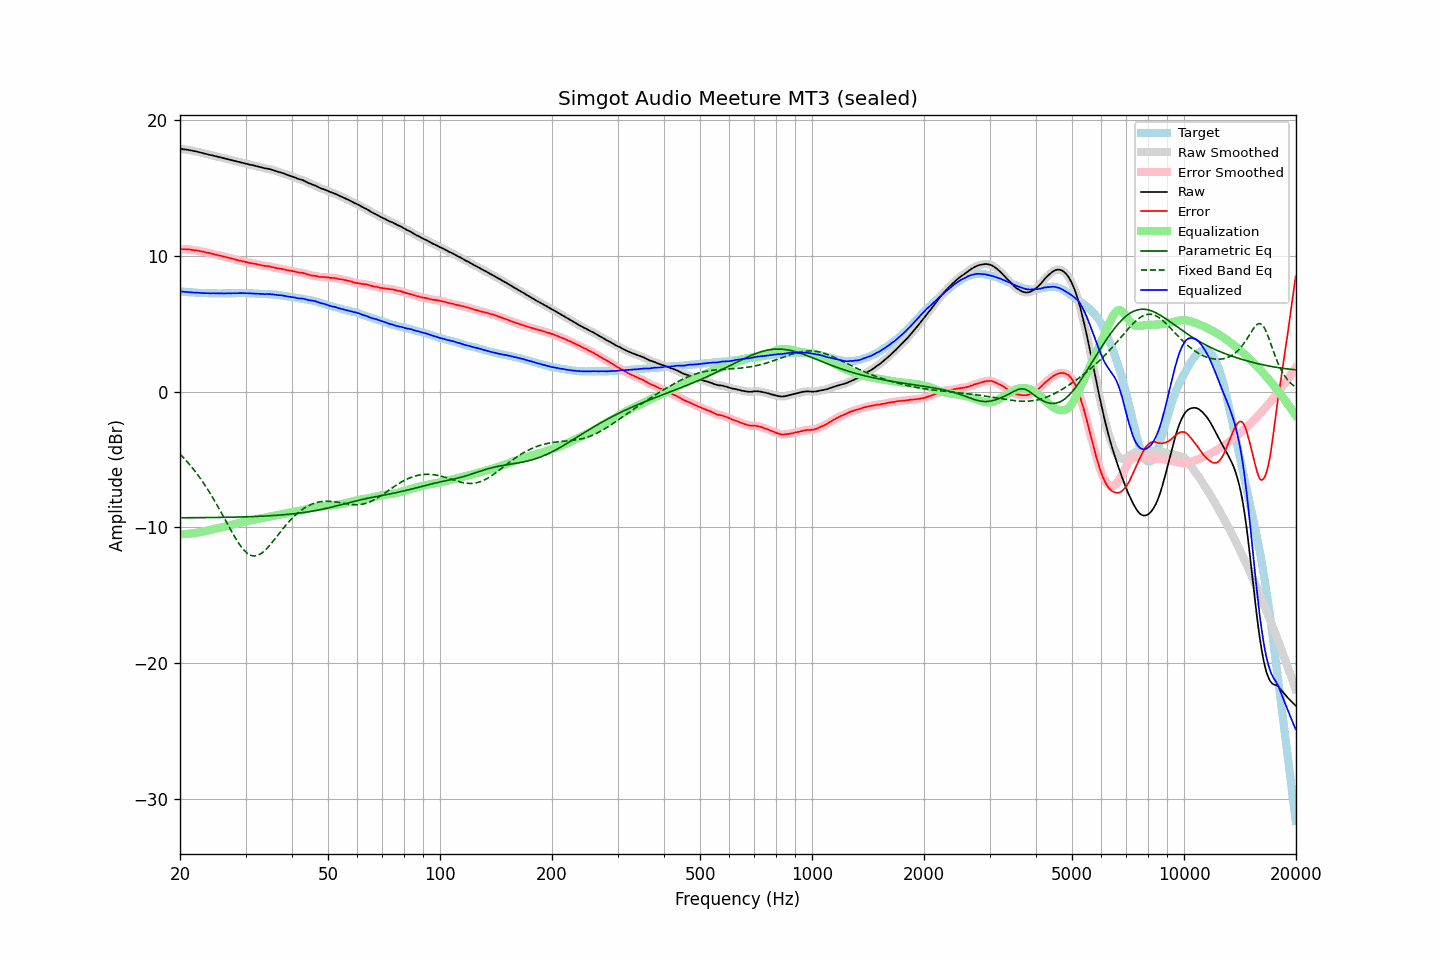 Simgot Audio Meeture MT3 (sealed)
20
10
0
−10
−20
−30
Amplitude (dBr)
Target
Raw Smoothed
Error Smoothed
Raw
Error
Equalization
Parametric Eq
Fixed Band Eq
Equalized
20 50 100 200 500 1000 2000 5000 10000 20000
Frequency (Hz)